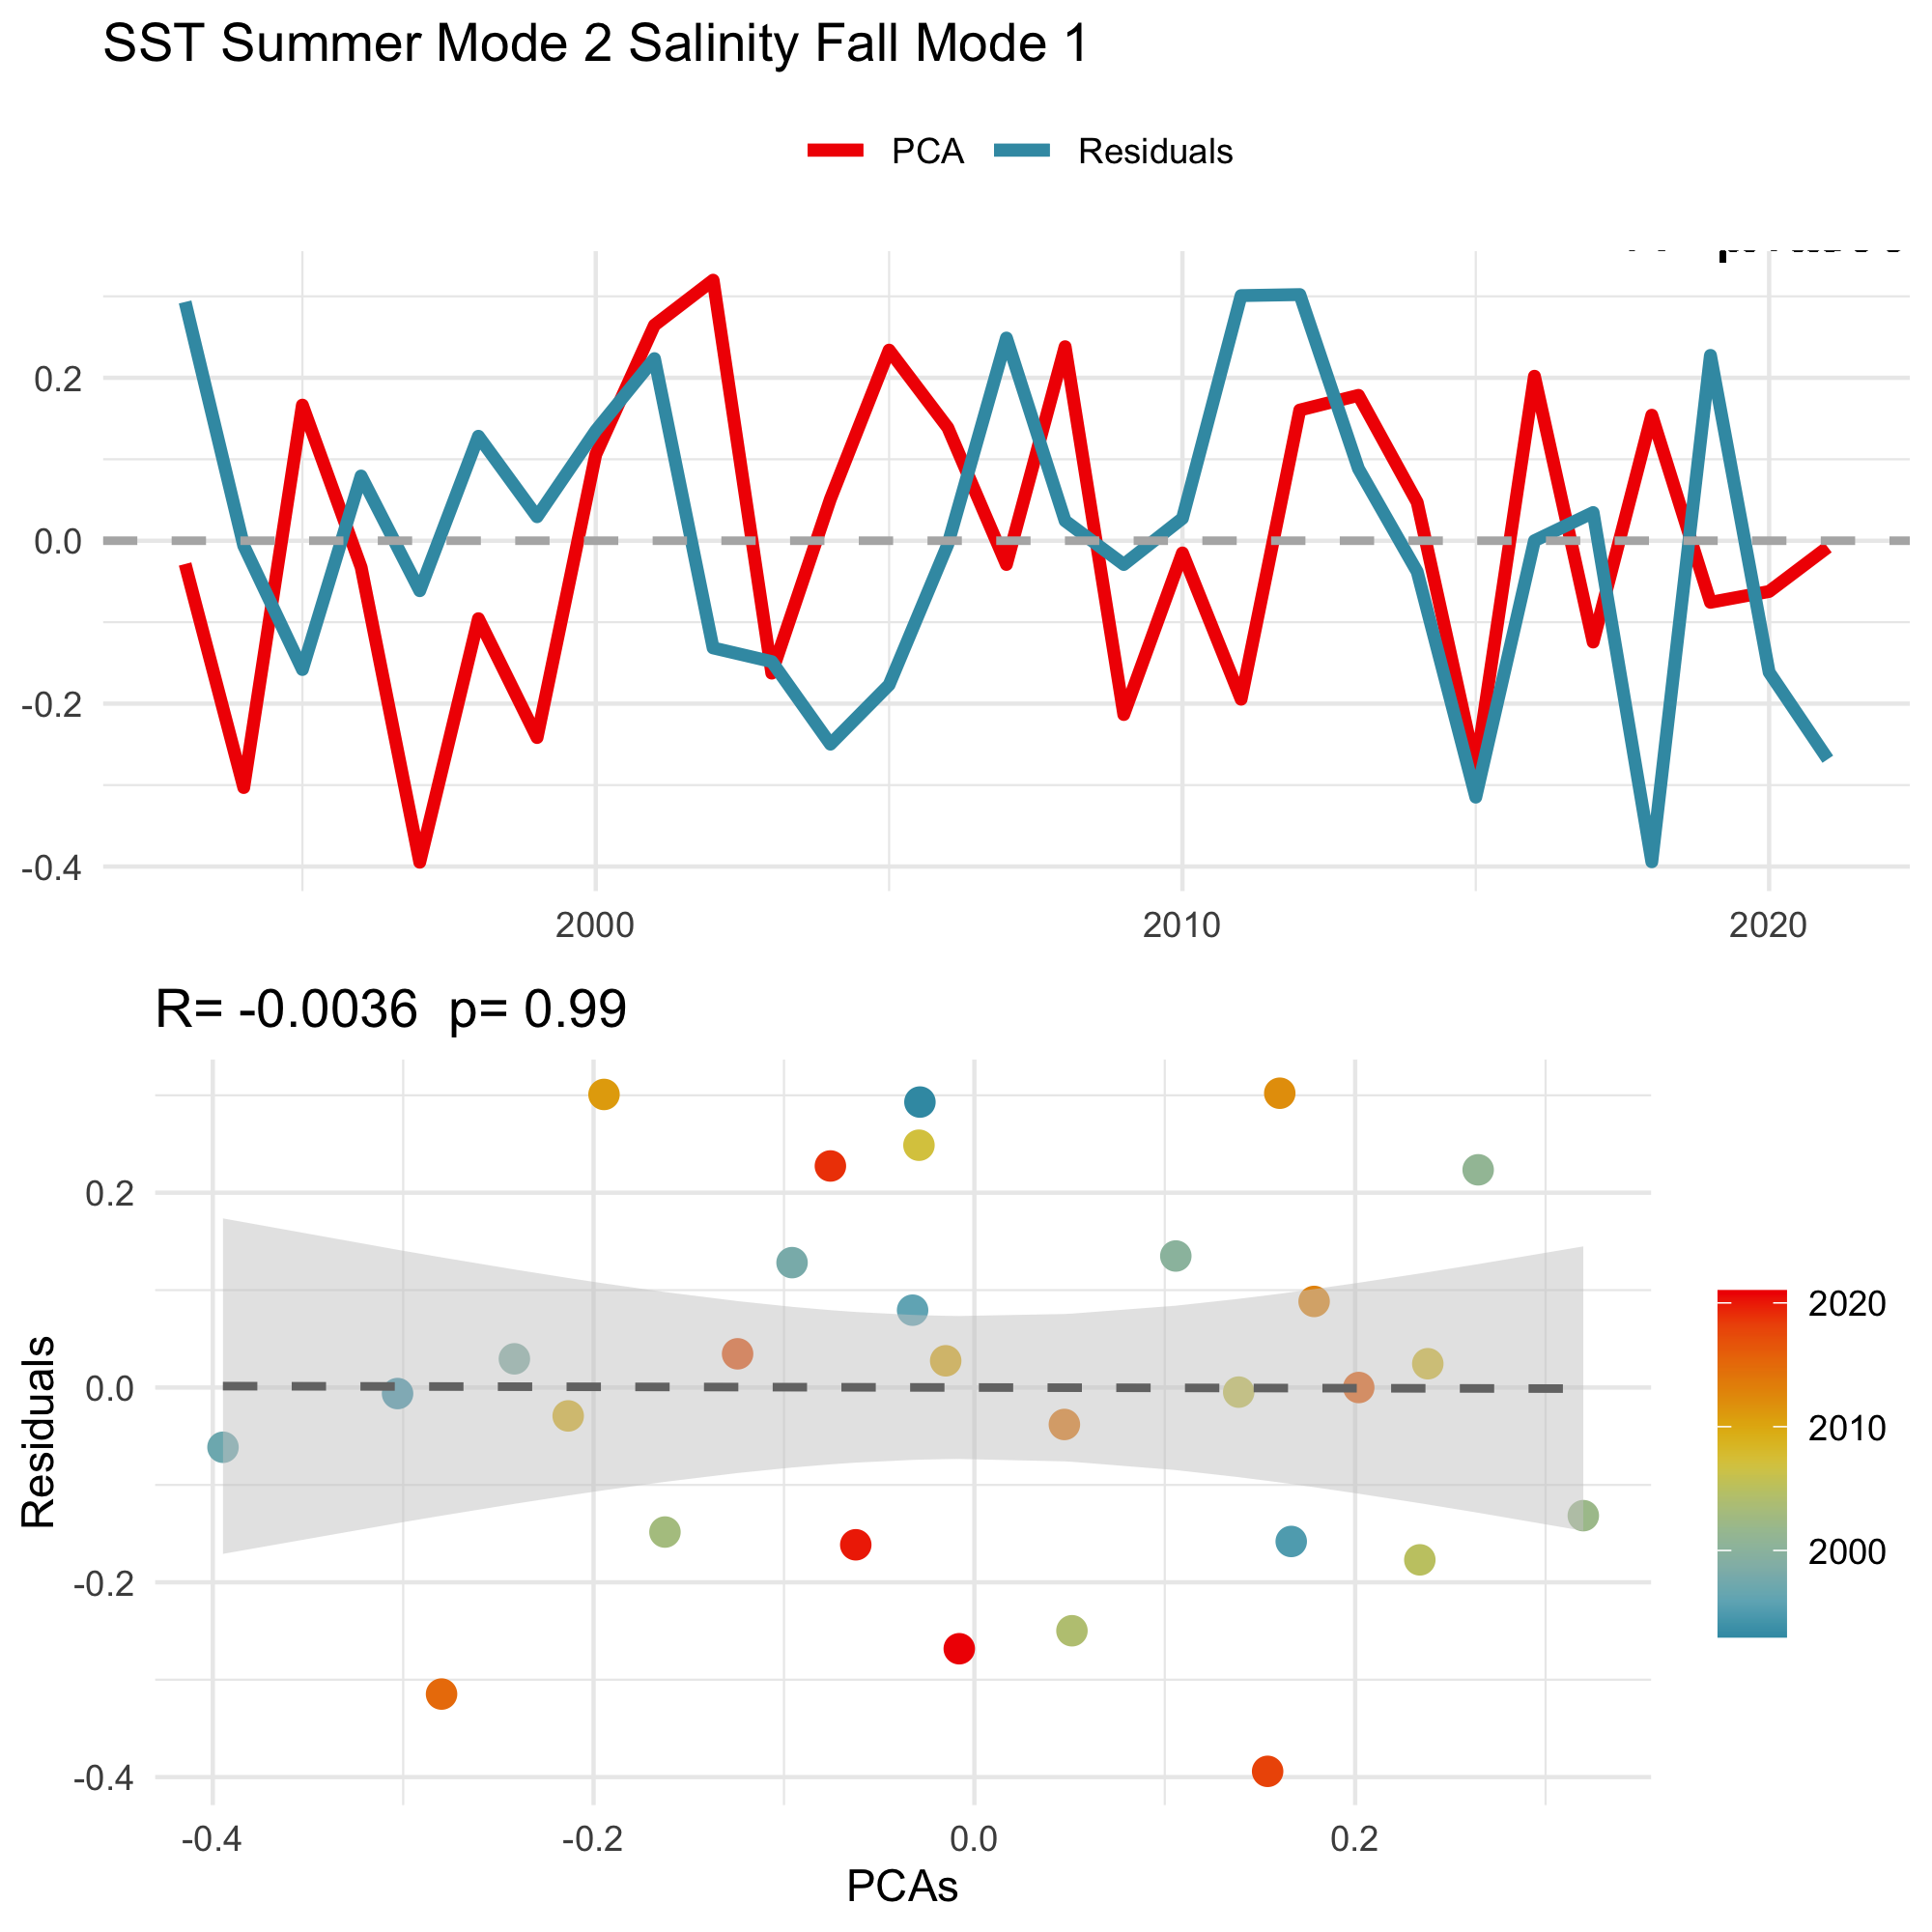 SST Summer Mode 2 Salinity Fall Mode 1
PCA Residuals
0.2
0.0
-0.2
-0.4
2000 2010 2020
R= -0.0036 p= 0.99
Residuals
0.2
0.0
-0.2
-0.4
-0.4 -0.2 0.0 0.2
PCAs
2020
2010
2000